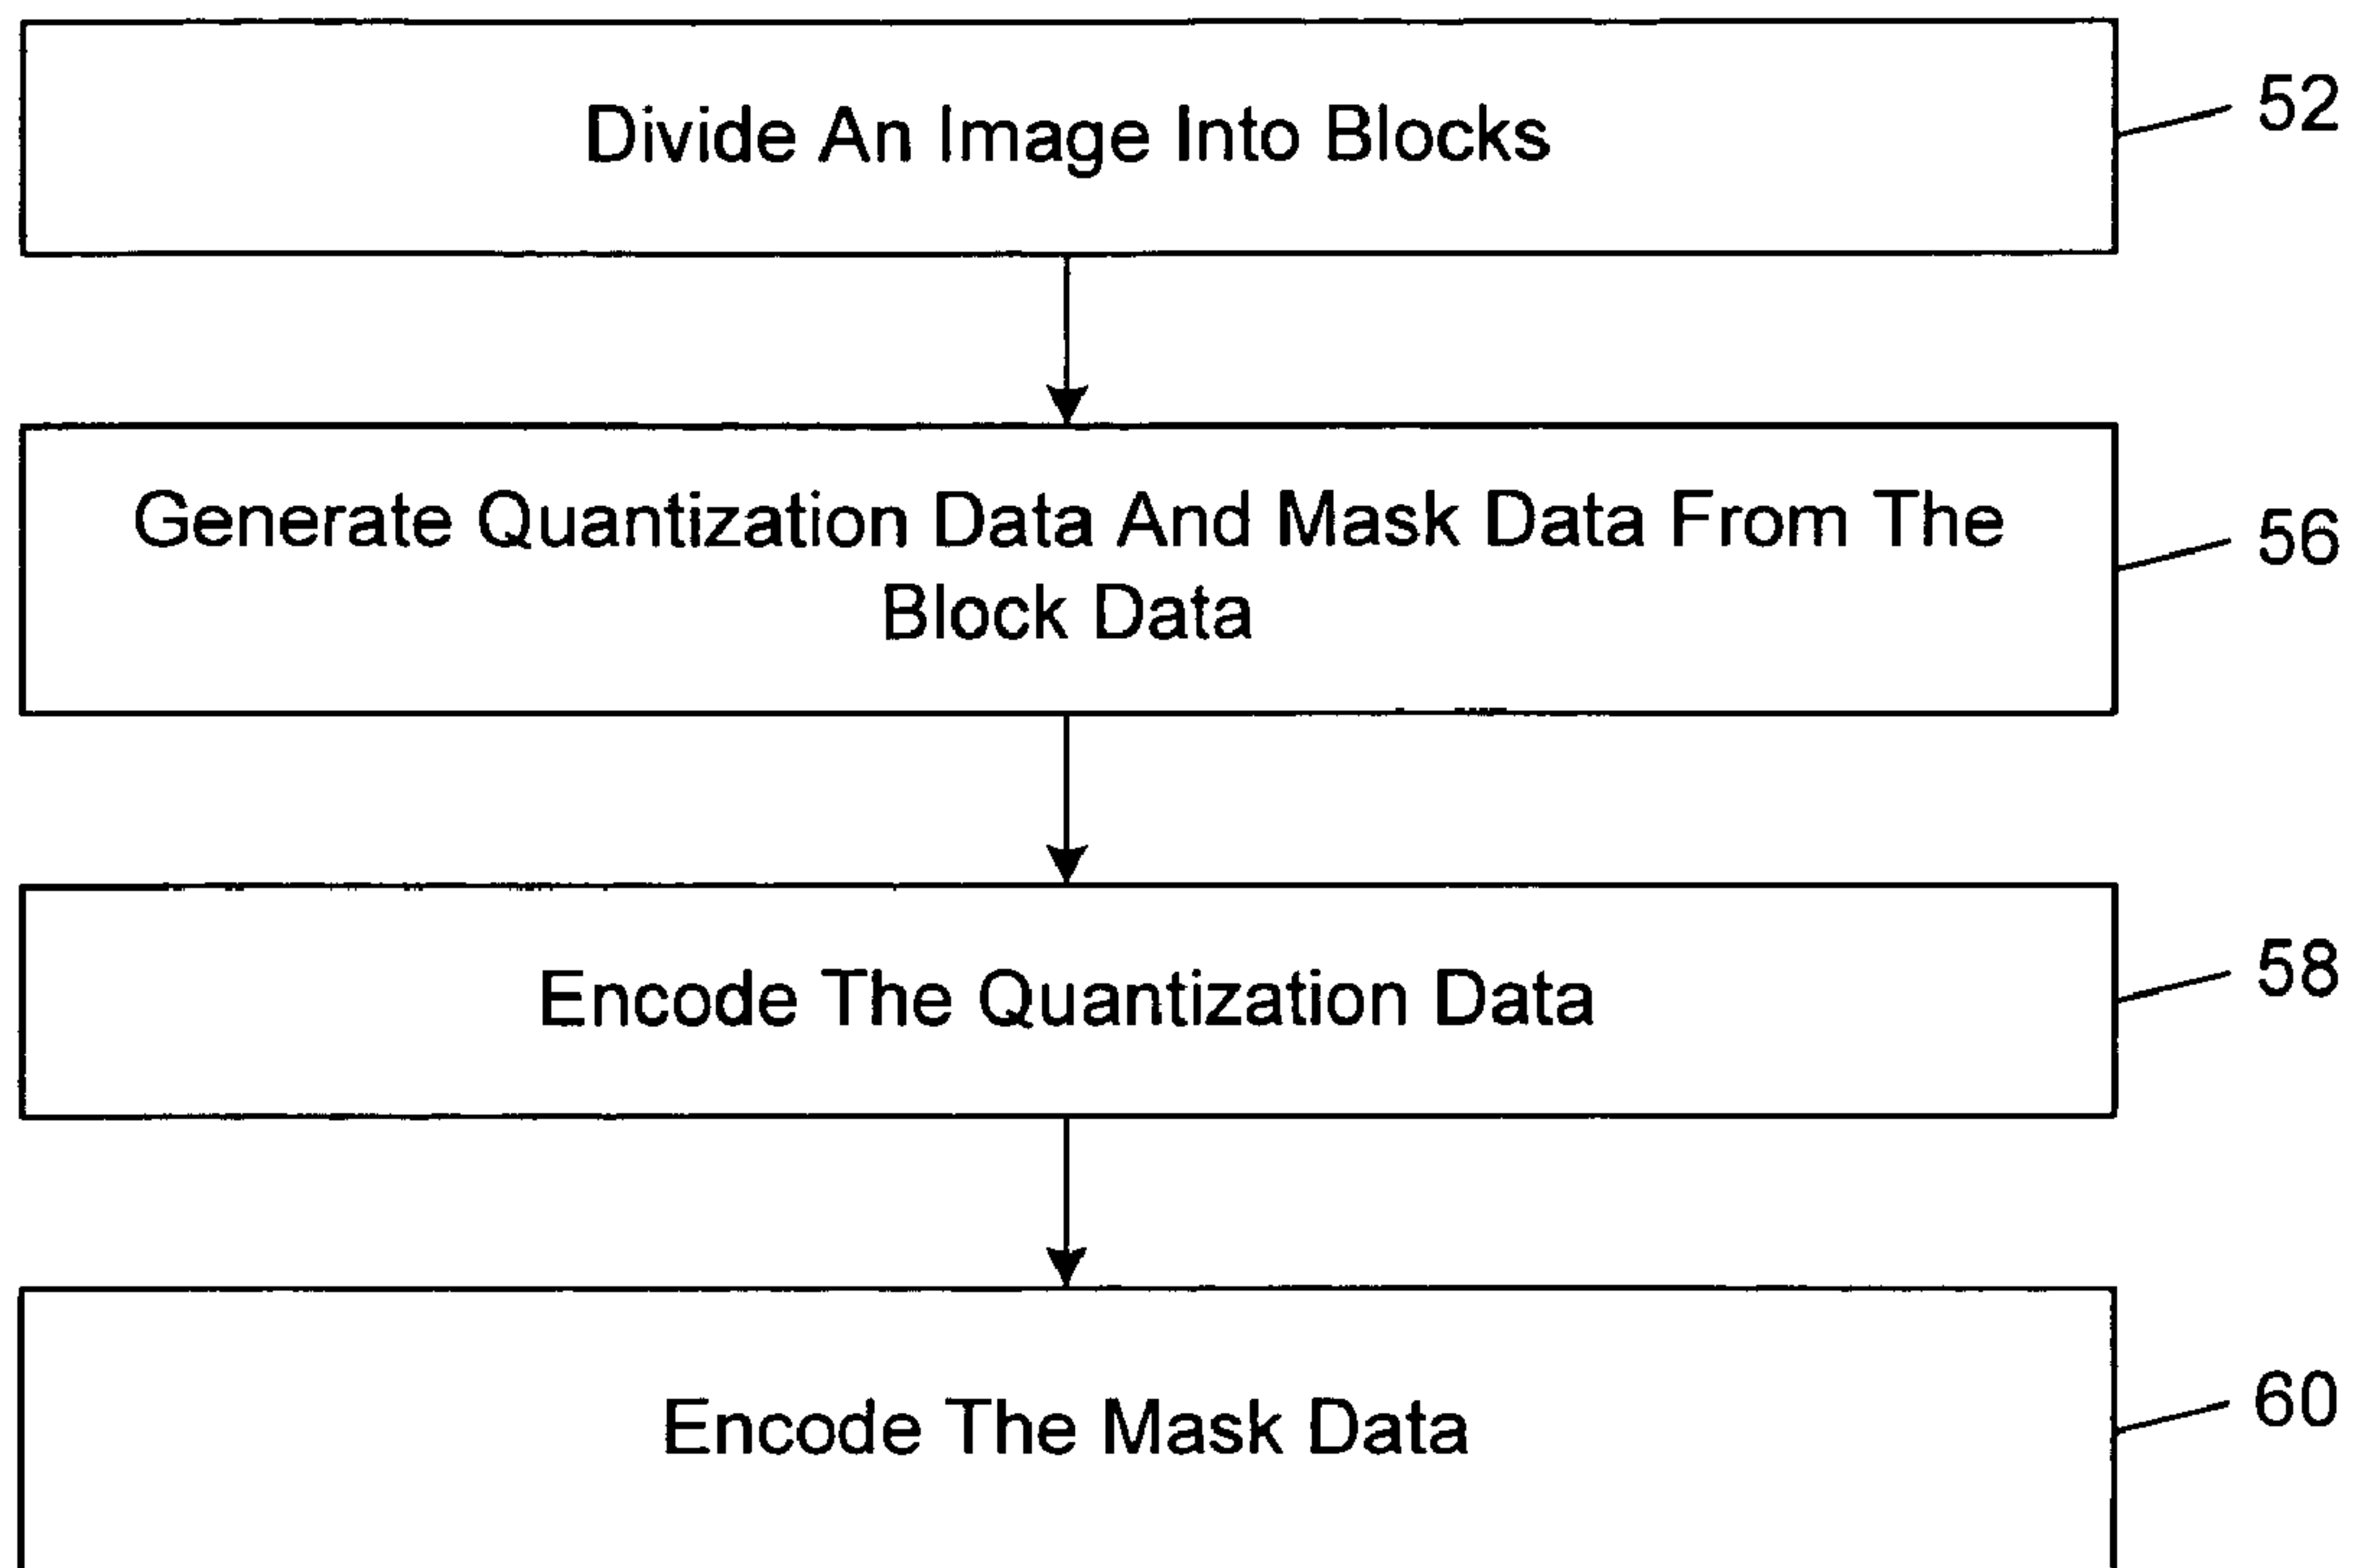 Divide An Image Into Blocks
52
Generate Quantization Data And Mask Data From The
Block Data
56
Encode The Quantization Data
58
Encode The Mask Data
60